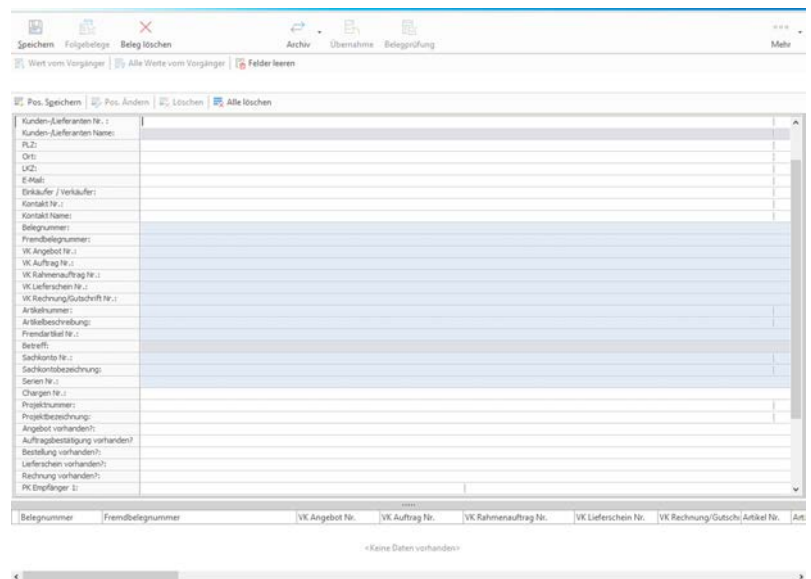 Speichern Folgebelege Beleg löschen Archiv Übernahme Belegprüfung Mehr
Wert vom Vorgänger Alle Werte vom Vorgänger Felder leeren
Pos. Speichern Pos. Ändern Löschen Alle löschen
Kunden-/Lieferanten Nr. :
Kunden-/Lieferanten Name:
PLZ:
Ort:
LKZ:
E-Mail:
Einkäufer / Verkäufer:
Kontakt Nr.:
Kontakt Name:
Belegnummer:
Fremdbelegnummer:
VK Angebot Nr.:
VK Auftrag Nr.:
VK Rahmenauftrag Nr.:
VK Lieferschein Nr.:
VK Rechnung/Gutschrift Nr.:
Artikelnummer:
Artikelbeschreibung:
Fremdartikel Nr.:
Betreff:
Sachkonto Nr.:
Sachkontobezeichnung:
Serien Nr.:
Chargen Nr.:
Projektnummer:
Projektbezeichnung:
Angebot vorhanden?:
Auftragsbestätigung vorhanden?
Bestellung vorhanden?:
Lieferschein vorhanden?:
Rechnung vorhanden?:
PK Empfänger 1:
Belegnummer Fremdbelegnummer VK Angebot Nr. VK Auftrag Nr. VK Rahmenauftrag Nr. VK Lieferschein Nr. VK Rechnung/Gutschr Artikel Nr. Art
<Keine Daten vorhanden>